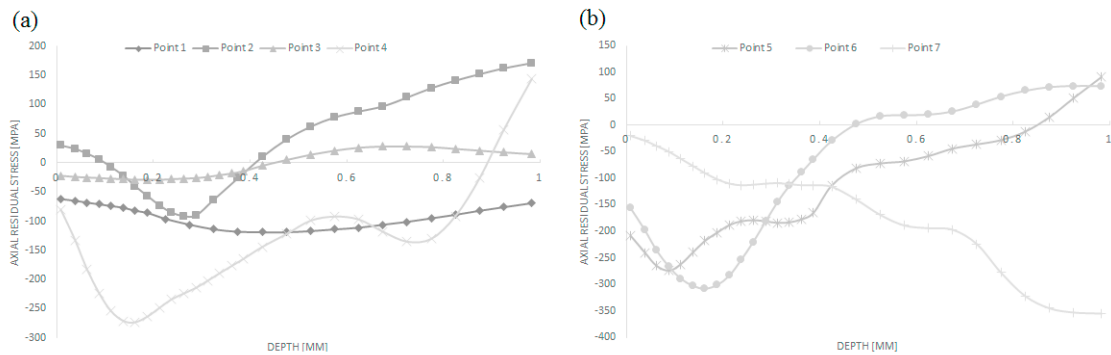 (a)
Point 1 Point 2 Point 3 Point 4
AXIAL RESIDUAL STRESS [MPA]
200
150
100
50
0
-50
-100
-150
-200
-250
-300
0 0.2 0.4 0.6 0.8 1
DEPTH [MM]
(b)
Point 5 Point 6 Point 7
AXIAL RESIDUAL STRESS [MPA]
150
100
50
0
-50
-100
-150
-200
-250
-300
-350
-400
0 0.2 0.4 0.6 0.8 1
DEPTH [MM]